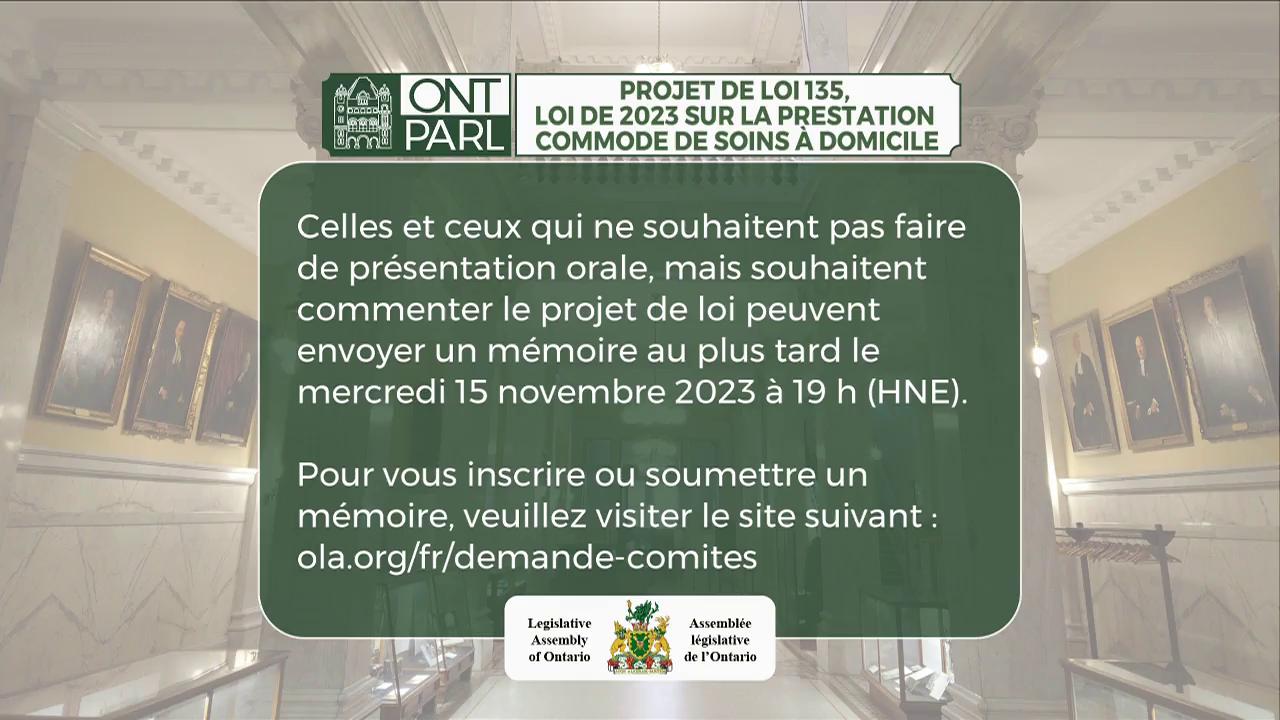 ONT
PARL
PROJET DE LOI 135,
LOI DE 2023 SUR LA PRESTATION
COMMODE DE SOINS À DOMICILE
Celles et ceux qui ne souhaitent pas faire
de présentation orale, mais souhaitent
commenter le projet de loi peuvent
envoyer un mémoire au plus tard le
mercredi 15 novembre 2023 à 19 h (HNE).
Pour vous inscrire ou soumettre un
mémoire, veuillez visiter le site suivant :
ola.org/fr/demande-comites
Legislative
Assembly
of Ontario
Assemblée
législative
de l'Ontario